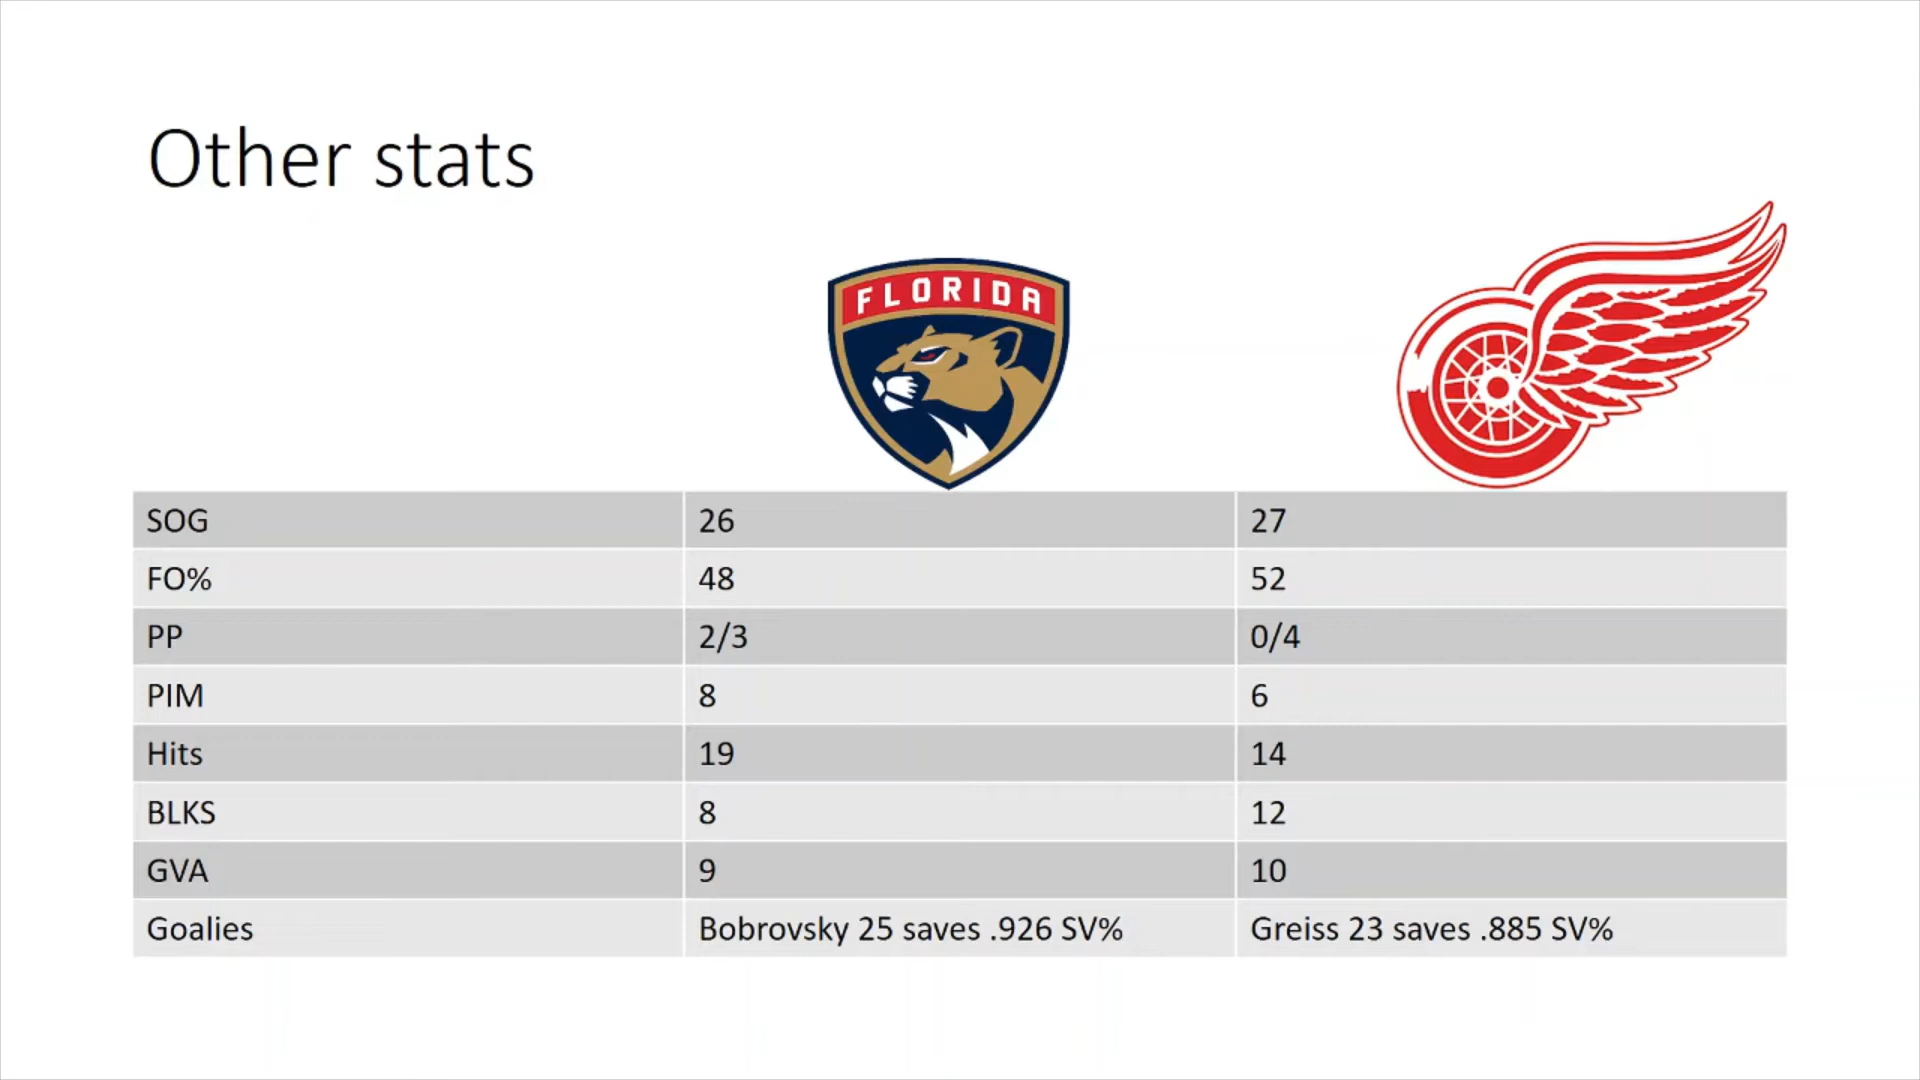 Other stats
FLORIDA
SOG 26 27
FO% 48 52
PP 2/3 0/4
PIM 8 6
Hits 19 14
BLKS 8 12
GVA 9 10
Goalies Bobrovsky 25 saves .926 SV% Greiss 23 saves .885 SV%